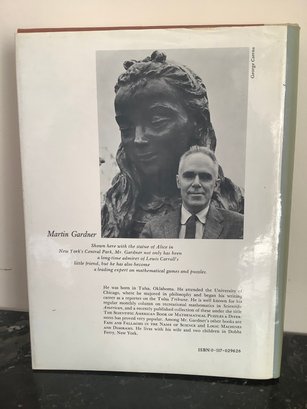 George Cserna
Martin Gardner
Shown here with the statue of Alice in
New York's Central Park, Mr. Gardner not only has been
a long-time admirer of Lewis Carroll's
little friend, but he has also become
a leading expert on mathematical games and puzzles.
He was born in Tulsa, Oklahoma. He attended the University of
Chicago, where he majored in philosophy and began his writing
career as a reporter on the Tulsa Tribune. He is well known for his
regular monthly column on recreational mathematics in Scientific
American, and a recently published collection of these under the title
THE SCIENTIFIC AMERICAN BOOK OF MATHEMATICAL PUZZLES & DIVER-
SIONS has proved very popular. Among Mr. Gardner's other books are
FADS AND FALLACIES IN THE NAME OF SCIENCE and LOGIC MACHINES
AND DIAGRAMS. He lives with his wife and two children in Dobbs
Ferry, New York.
ISBN 0-517-029626